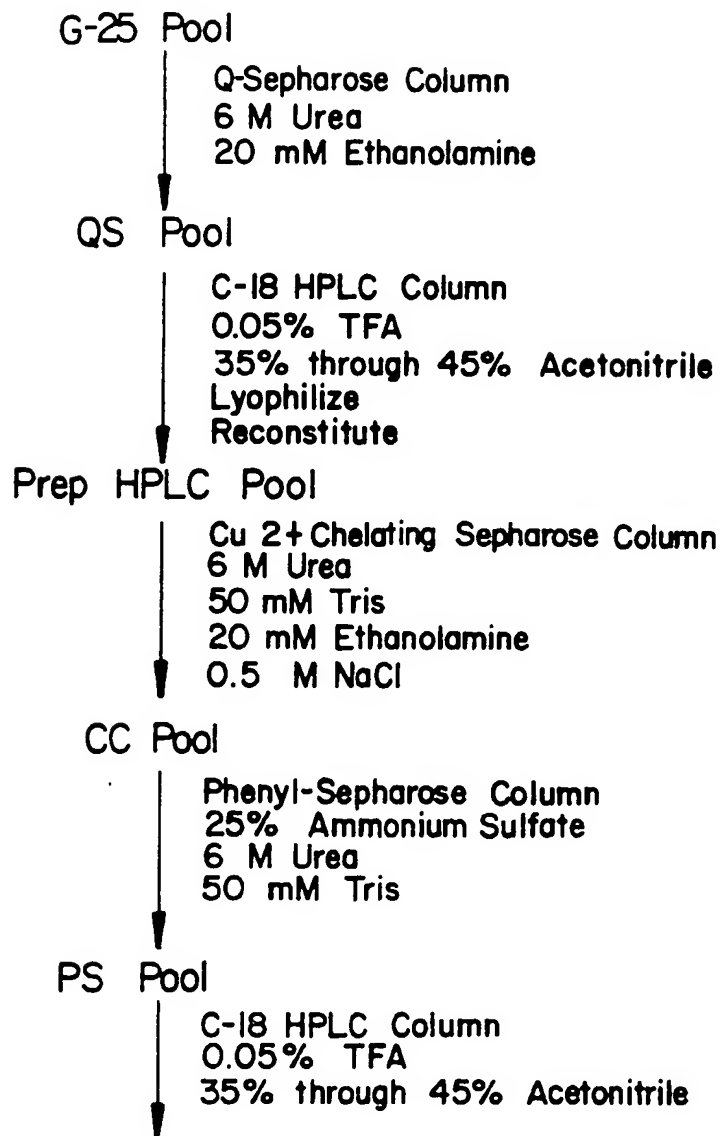 G-25 Pool
Q-Sepharose Column
6 M Urea
20 mM Ethanolamine
QS Pool
C-18 HPLC Column
0.05% TFA
35% through 45% Acetonitrile
Lyophilize
Reconstitute
Prep HPLC Pool
Cu 2+ Chelating Sepharose Column
6 M Urea
50 mM Tris
20 mM Ethanolamine
0.5 M NaCl
CC Pool
Phenyl-Sepharose Column
25% Ammonium Sulfate
6 M Urea
50 mM Tris
PS Pool
C-18 HPLC Column
0.05% TFA
35% through 45% Acetonitrile